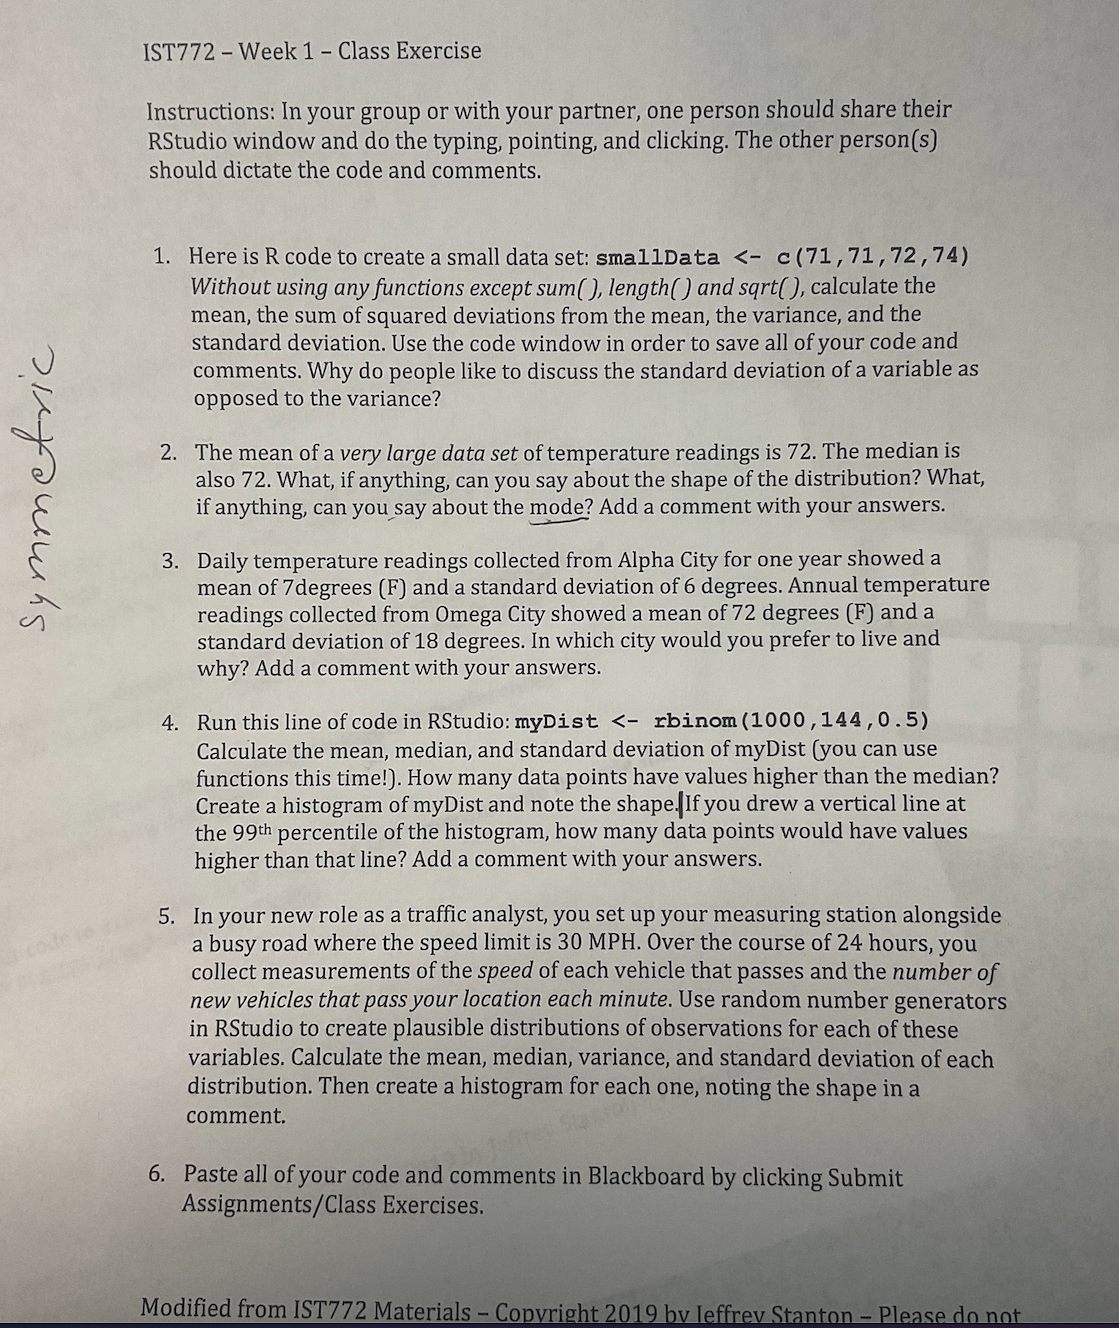 IST772 – Week 1 – Class Exercise
Instructions: In your group or with your partner, one person should share their
RStudio window and do the typing, pointing, and clicking. The other person(s)
should dictate the code and comments.
1. Here is R code to create a small data set: smallData <- c(71,71,72,74)
Without using any functions except sum( ), length( ) and sqrt( ), calculate the
mean, the sum of squared deviations from the mean, the variance, and the
standard deviation. Use the code window in order to save all of your code and
comments. Why do people like to discuss the standard deviation of a variable as
opposed to the variance?
2. The mean of a very large data set of temperature readings is 72. The median is
also 72. What, if anything, can you say about the shape of the distribution? What,
if anything, can you say about the mode? Add a comment with your answers.
3. Daily temperature readings collected from Alpha City for one year showed a
mean of 7degrees (F) and a standard deviation of 6 degrees. Annual temperature
readings collected from Omega City showed a mean of 72 degrees (F) and a
standard deviation of 18 degrees. In which city would you prefer to live and
why? Add a comment with your answers.
4. Run this line of code in RStudio: myDist <- rbinom(1000,144,0.5)
Calculate the mean, median, and standard deviation of myDist (you can use
functions this time!). How many data points have values higher than the median?
Create a histogram of myDist and note the shape. If you drew a vertical line at
the 99th percentile of the histogram, how many data points would have values
higher than that line? Add a comment with your answers.
5. In your new role as a traffic analyst, you set up your measuring station alongside
a busy road where the speed limit is 30 MPH. Over the course of 24 hours, you
collect measurements of the speed of each vehicle that passes and the number of
new vehicles that pass your location each minute. Use random number generators
in RStudio to create plausible distributions of observations for each of these
variables. Calculate the mean, median, variance, and standard deviation of each
distribution. Then create a histogram for each one, noting the shape in a
comment.
6. Paste all of your code and comments in Blackboard by clicking Submit
Assignments/Class Exercises.
Modified from IST772 Materials – Copyright 2019 by Jeffrey Stanton – Please do not